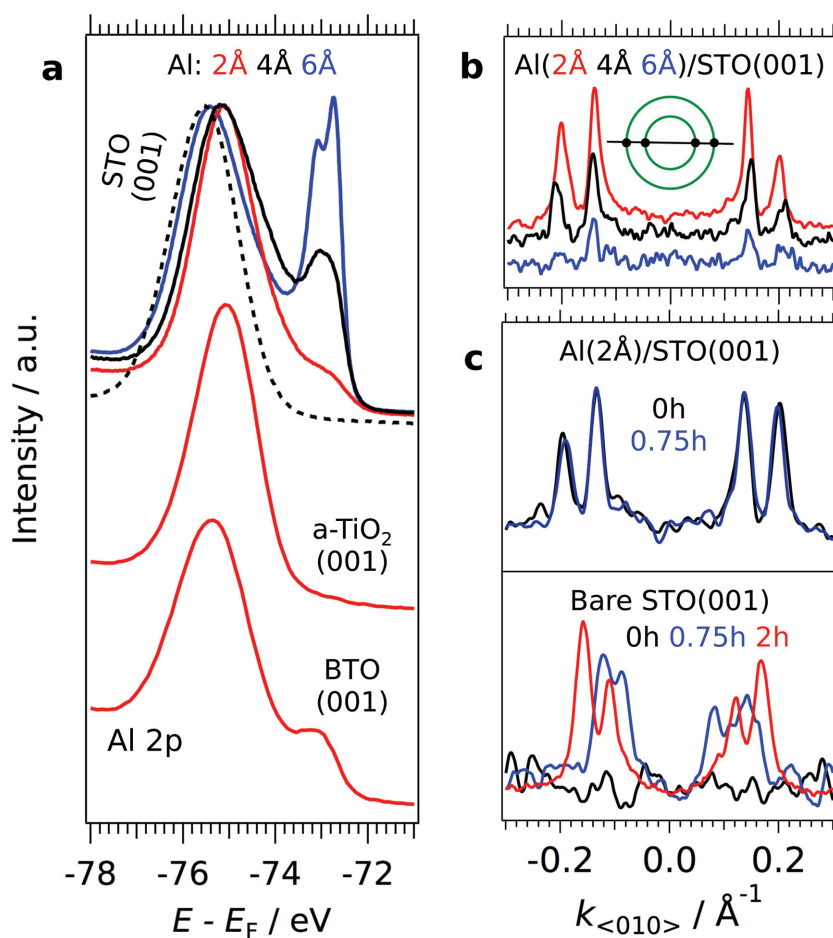 a
Al: 2Å 4Å 6Å
STO
(001)
a-TiO2
(001)
BTO
(001)
Al 2p
Intensity / a.u.
-78 -76 -74 -72
E - EF / eV
b
Al(2Å 4Å 6Å)/STO(001)
c
Al(2Å)/STO(001)
0h
0.75h
Bare STO(001)
0h 0.75h 2h
-0.2 0.0 0.2
k<010> / Å-1